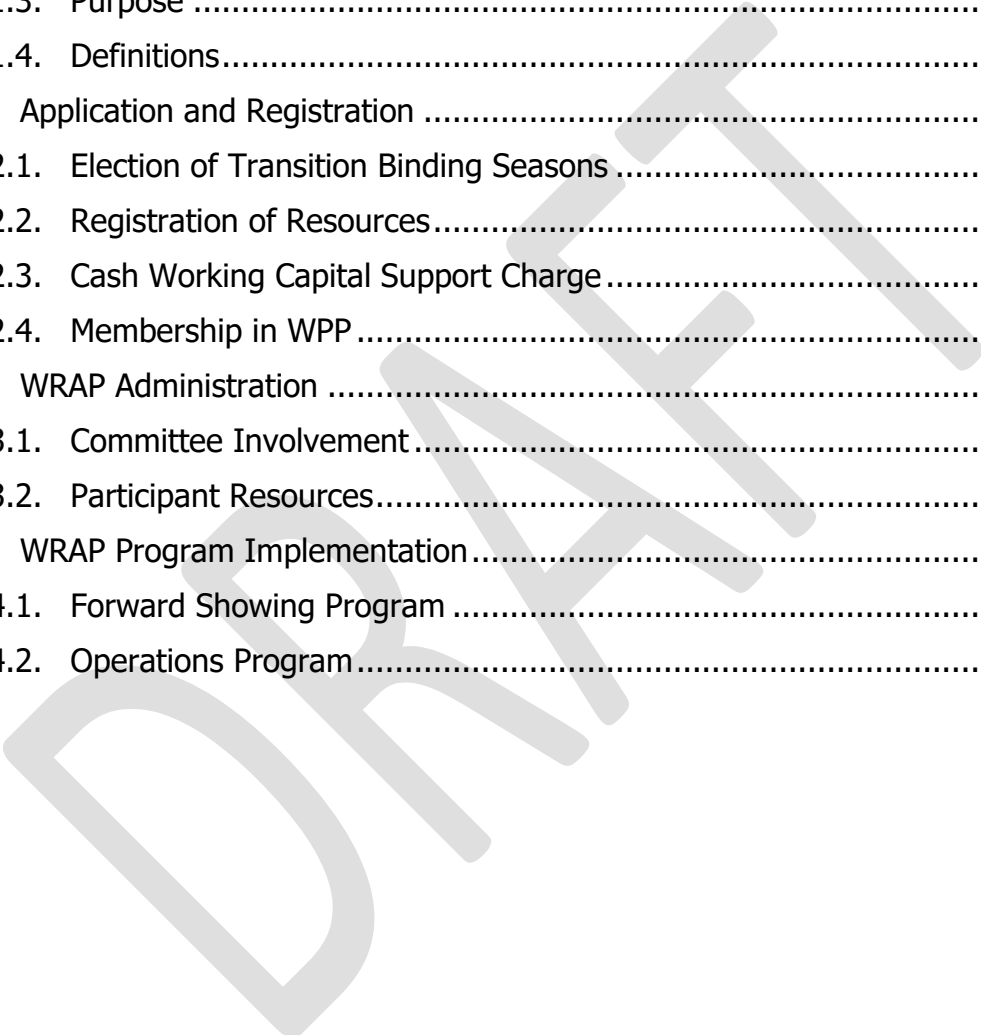 1.3. Purpose ........................................................................
1.4. Definitions........................................................................
Application and Registration ........................................................................
2.1. Election of Transition Binding Seasons ........................................................................
2.2. Registration of Resources........................................................................
2.3. Cash Working Capital Support Charge ........................................................................
2.4. Membership in WPP ........................................................................
WRAP Administration ........................................................................
3.1. Committee Involvement ........................................................................
3.2. Participant Resources........................................................................
WRAP Program Implementation ........................................................................
4.1. Forward Showing Program ........................................................................
4.2. Operations Program ........................................................................
DRAFT